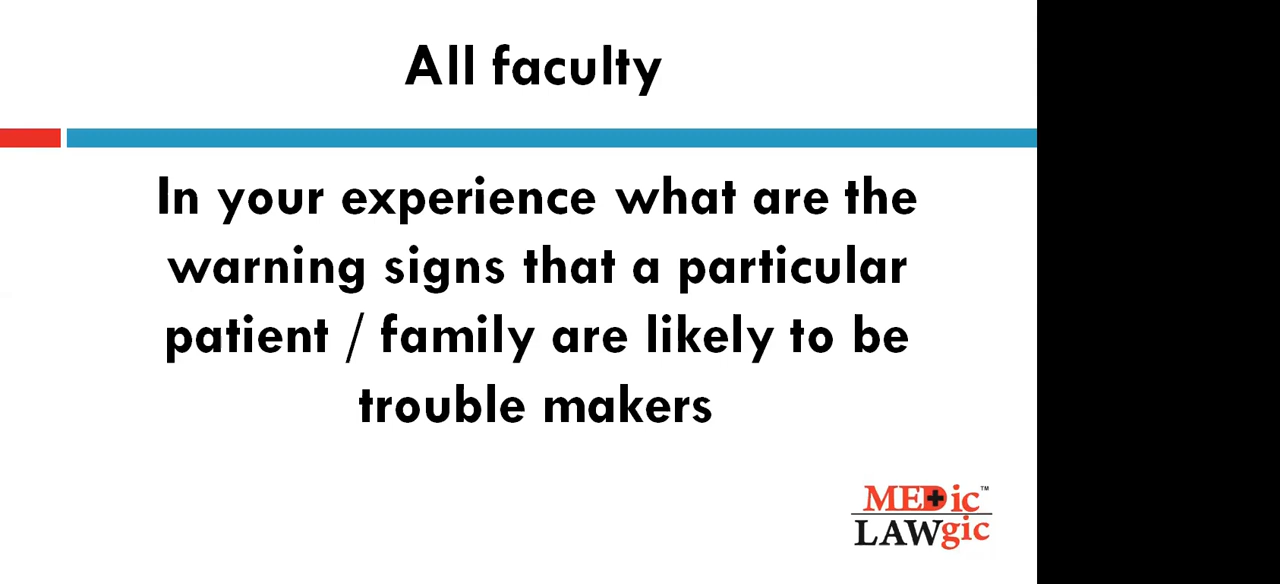 All faculty
In your experience what are the
warning signs that a particular
patient / family are likely to be
trouble makers
MEDic™
LAWgic